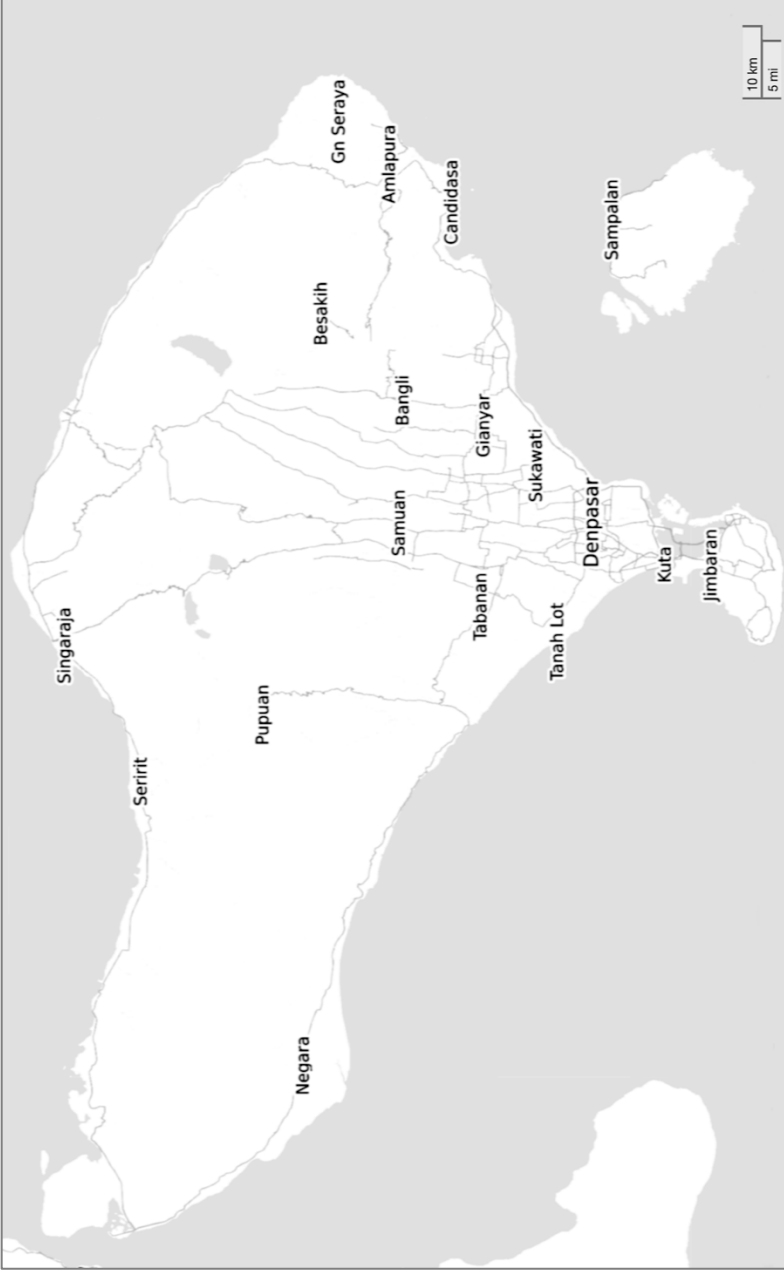 Singaraja
Seririt
Pupuan
Besakih
Gn Seraya
Negara
Samuan
Bangli
Amlapura
Candidasa
Tabanan
Gianyar
Tanah Lot
Sukawati
Denpasar
Sampalan
Kuta
Jimbaran
10 km
5 mi